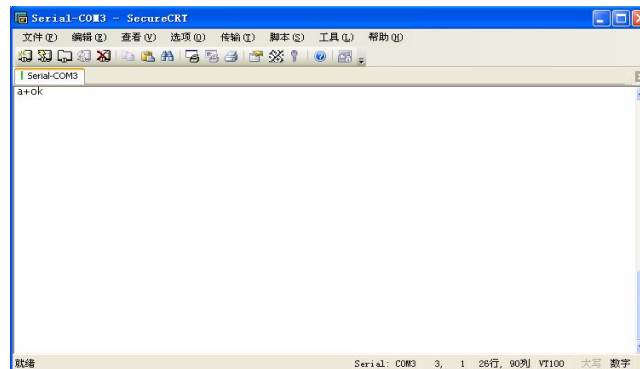 Serial-COM3 - SecureCRT
文件(F) 编辑(E) 查看(V) 选项(O) 传输(T) 脚本(S) 工具(L) 帮助(H)
Serial-COM3
a+ok
就绪 Serial: COM3 3, 1 26行, 90列 VT100 大写 数字